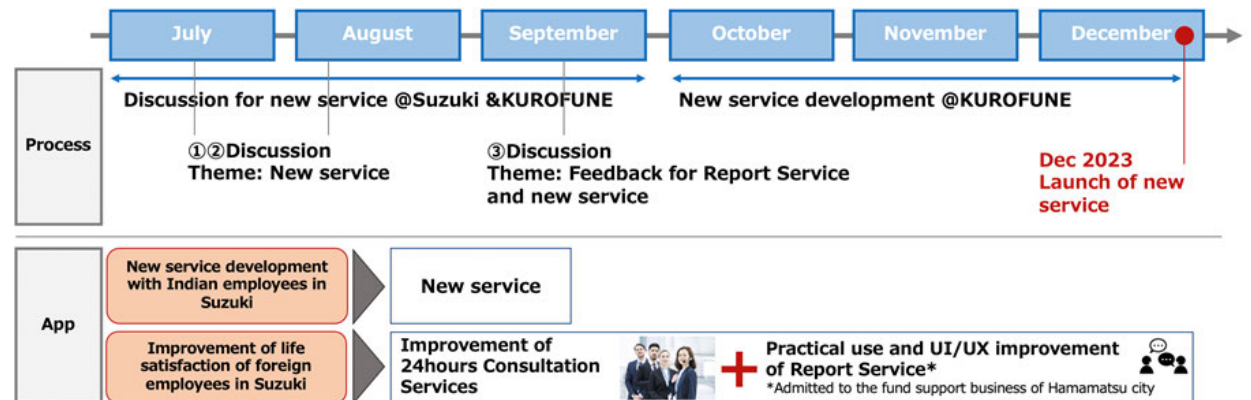 July
August
September
October
November
December
Process
Discussion for new service @Suzuki &KUROFUNE
New service development @KUROFUNE
①②Discussion
Theme: New service
③Discussion
Theme: Feedback for Report Service
and new service
Dec 2023
Launch of new
service
App
New service development
with Indian employees in
Suzuki
New service
Improvement of life
satisfaction of foreign
employees in Suzuki
Improvement of
24hours Consultation
Services
Practical use and UI/UX improvement
of Report Service*
*Admitted to the fund support business of Hamamatsu city